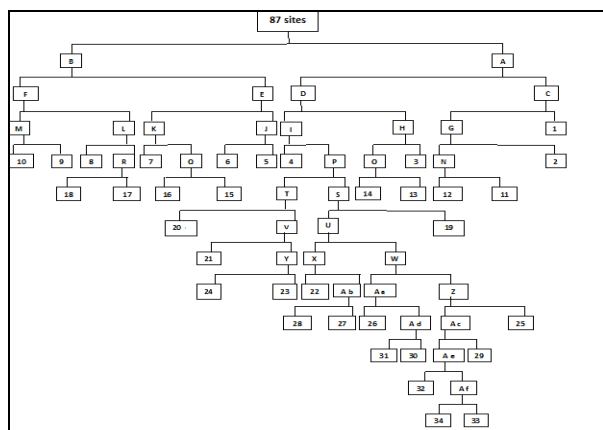 87 sites
B A
F E D C
M L K J I H G 1
10 9 8 R 7 O 6 5 4 P O 3 N 2
18 17 16 15 T S 14 13 12 11
20 V U 19
21 Y X W
24 23 22 Ab Aa Z
28 27 26 Ad Ac 25
31 30 Ae 29
32 Af
34 33